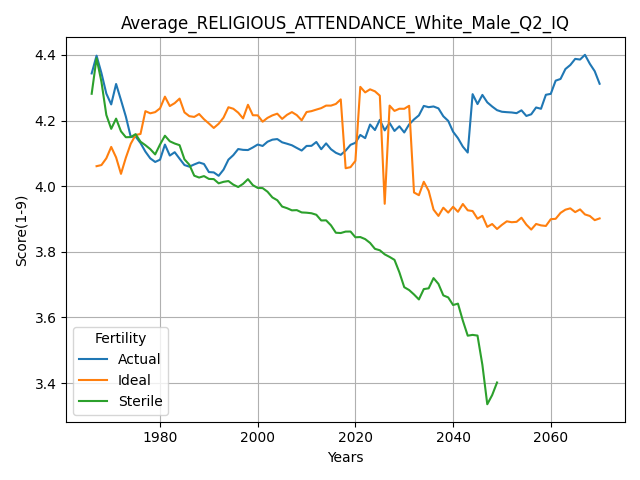 Average_RELIGIOUS_ATTENDANCE_White_Male_Q2_IQ
Score(1-9)
4.4
4.2
4.0
3.8
3.6
3.4
Fertility
Actual
Ideal
Sterile
1980
2000
2020
2040
2060
Years